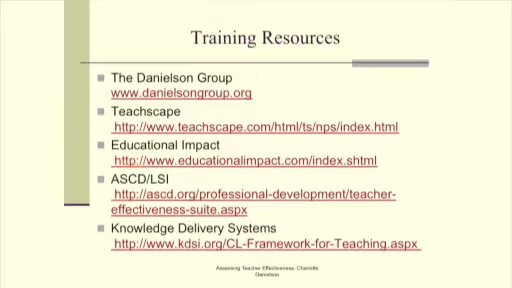 Training Resources
The Danielson Group
www.danielsongroup.org
Teachscape
http://www.teachscape.com/html/ts/nps/index.html
Educational Impact
http://www.educationalimpact.com/index.shtml
ASCD/LSI
http://ascd.org/professional-development/teacher-
effectiveness-suite.aspx
Knowledge Delivery Systems
http://www.kdsi.org/CL-Framework-for-Teaching.aspx
Assessing Teacher Effectiveness, Charlotte
Danielson